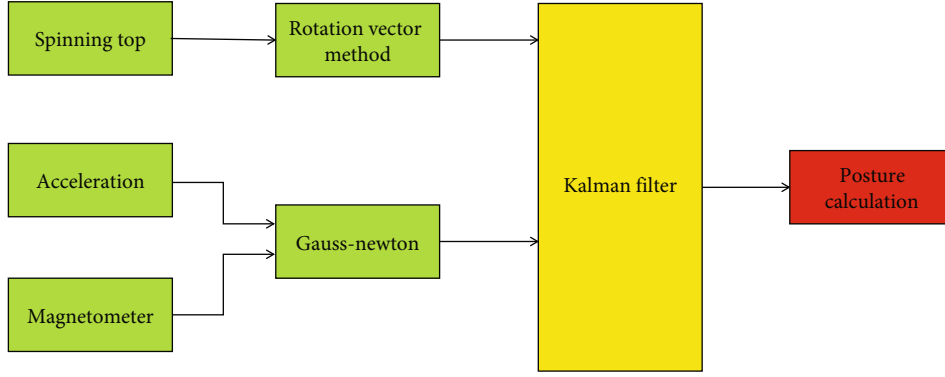 Spinning top
Rotation vector
method
Acceleration
Magnetometer
Gauss-newton
Kalman filter
Posture
calculation